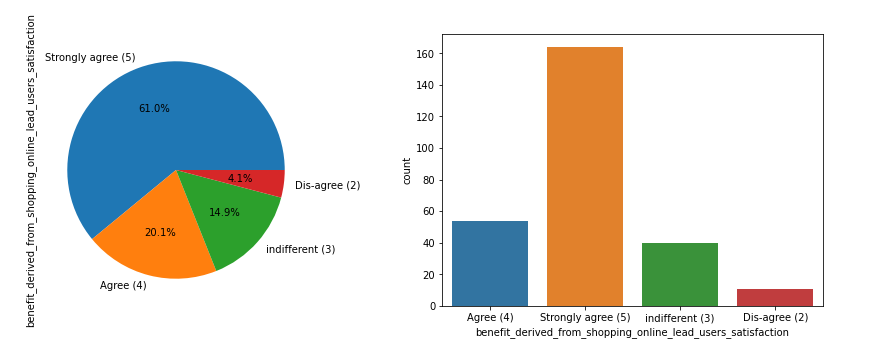 benefit_derived_from_shopping_online_lead_users_satisfaction
Strongly agree (5)
61.0%
4.1%
Dis-agree (2)
14.9%
20.1%
indifferent (3)
Agree (4)
count
160
140
120
100
80
60
40
20
0
Agree (4)
Strongly agree (5)
indifferent (3)
Dis-agree (2)
benefit_derived_from_shopping_online_lead_users_satisfaction